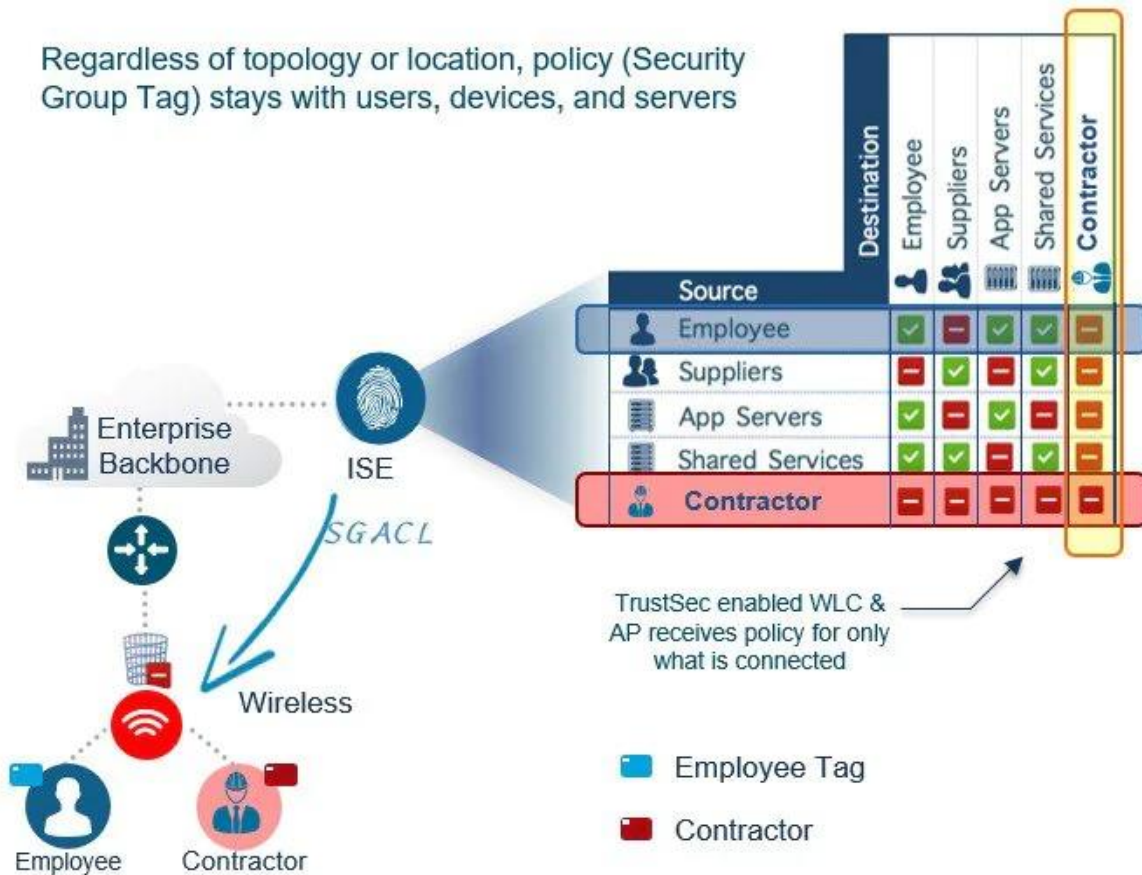 Regardless of topology or location, policy (Security
Group Tag) stays with users, devices, and servers
Destination
Employee
Suppliers
App Servers
Shared Services
Contractor
Source
Employee
Suppliers
App Servers
Shared Services
Contractor
Enterprise
Backbone
ISE
SGACL
TrustSec enabled WLC &
AP receives policy for only
what is connected
Wireless
Employee Tag
Contractor
Employee
Contractor